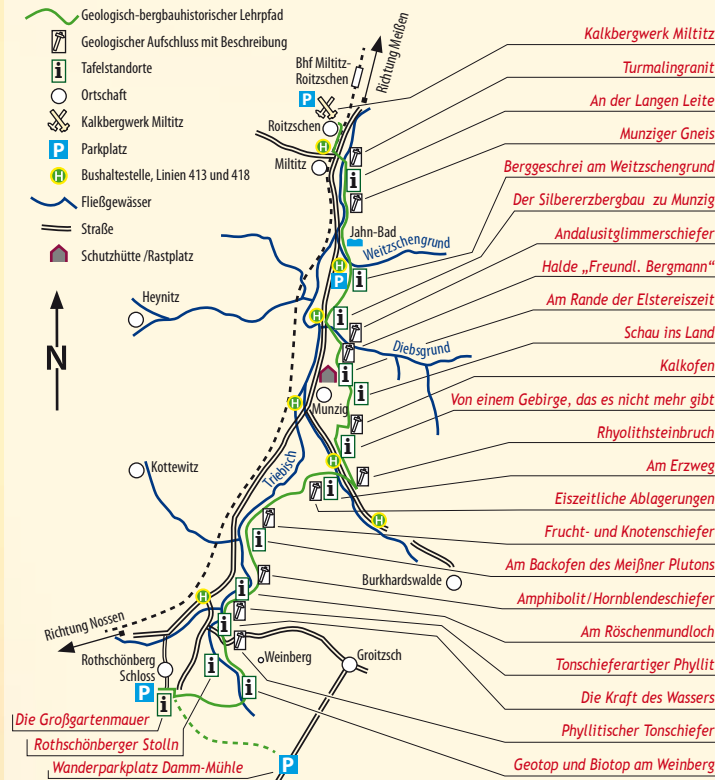 Geologisch-bergbauhistorischer Lehrpfad
Geologischer Aufschluss mit Beschreibung
i Tafelstandorte
Ortschaft
Kalkbergwerk Miltitz
P Parkplatz
H Bushaltestelle, Linien 413 und 418
Fließgewässer
Straße
Schutzhütte /Rastplatz
N
Bhf Miltitz-
Roitzschen
Richtung Meißen
P
Roitzschen
H
Miltitz
i
Jahn-Bad
Weitzschengrund
H
P
i
Heynitz
H
i
Diebsgrund
i
i
H
Munzig
i
H
Kottewitz
Triebisch
i
H
i
Burkhardswalde
i
H
i
Richtung Nossen
Rothschönberg
Schloss
i
Weinberg
Groitzsch
P
i
i
P
Kalkbergwerk Miltitz
Turmalingranit
An der Langen Leite
Munziger Gneis
Berggeschrei am Weitzschengrund
Der Silbererzbergbau zu Munzig
Andalusitglimmerschiefer
Halde „Freundl. Bergmann“
Am Rande der Elstereiszeit
Schau ins Land
Kalkofen
Von einem Gebirge, das es nicht mehr gibt
Rhyolithsteinbruch
Am Erzweg
Eiszeitliche Ablagerungen
Frucht- und Knotenschiefer
Am Backofen des Meißner Plutons
Amphibolit/Hornblendeschiefer
Am Röschenmundloch
Tonschieferartiger Phyllit
Die Kraft des Wassers
Phyllitischer Tonschiefer
Geotop und Biotop am Weinberg
Die Großgartenmauer
Rothschönberger Stolln
Wanderparkplatz Damm-Mühle